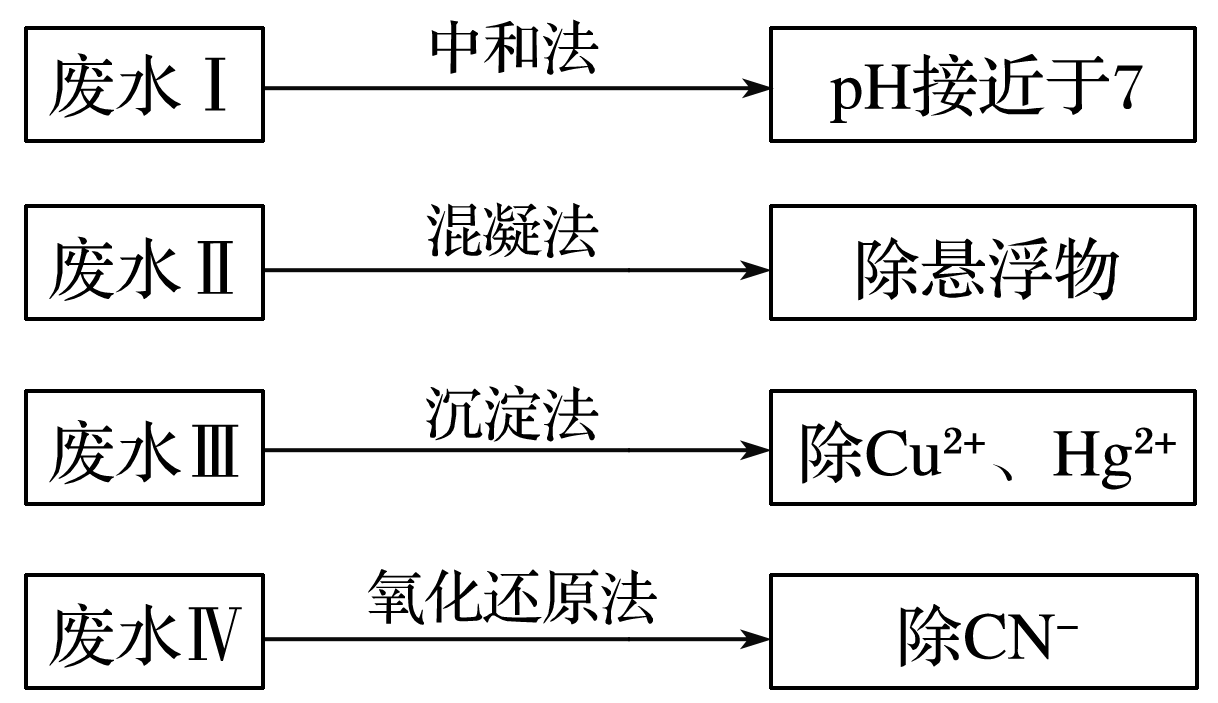 中和法
废水Ⅰ pH接近于7
混凝法
废水Ⅱ 除悬浮物
沉淀法
废水Ⅲ 除Cu²⁺、Hg²⁺
氧化还原法
废水Ⅳ 除CN⁻